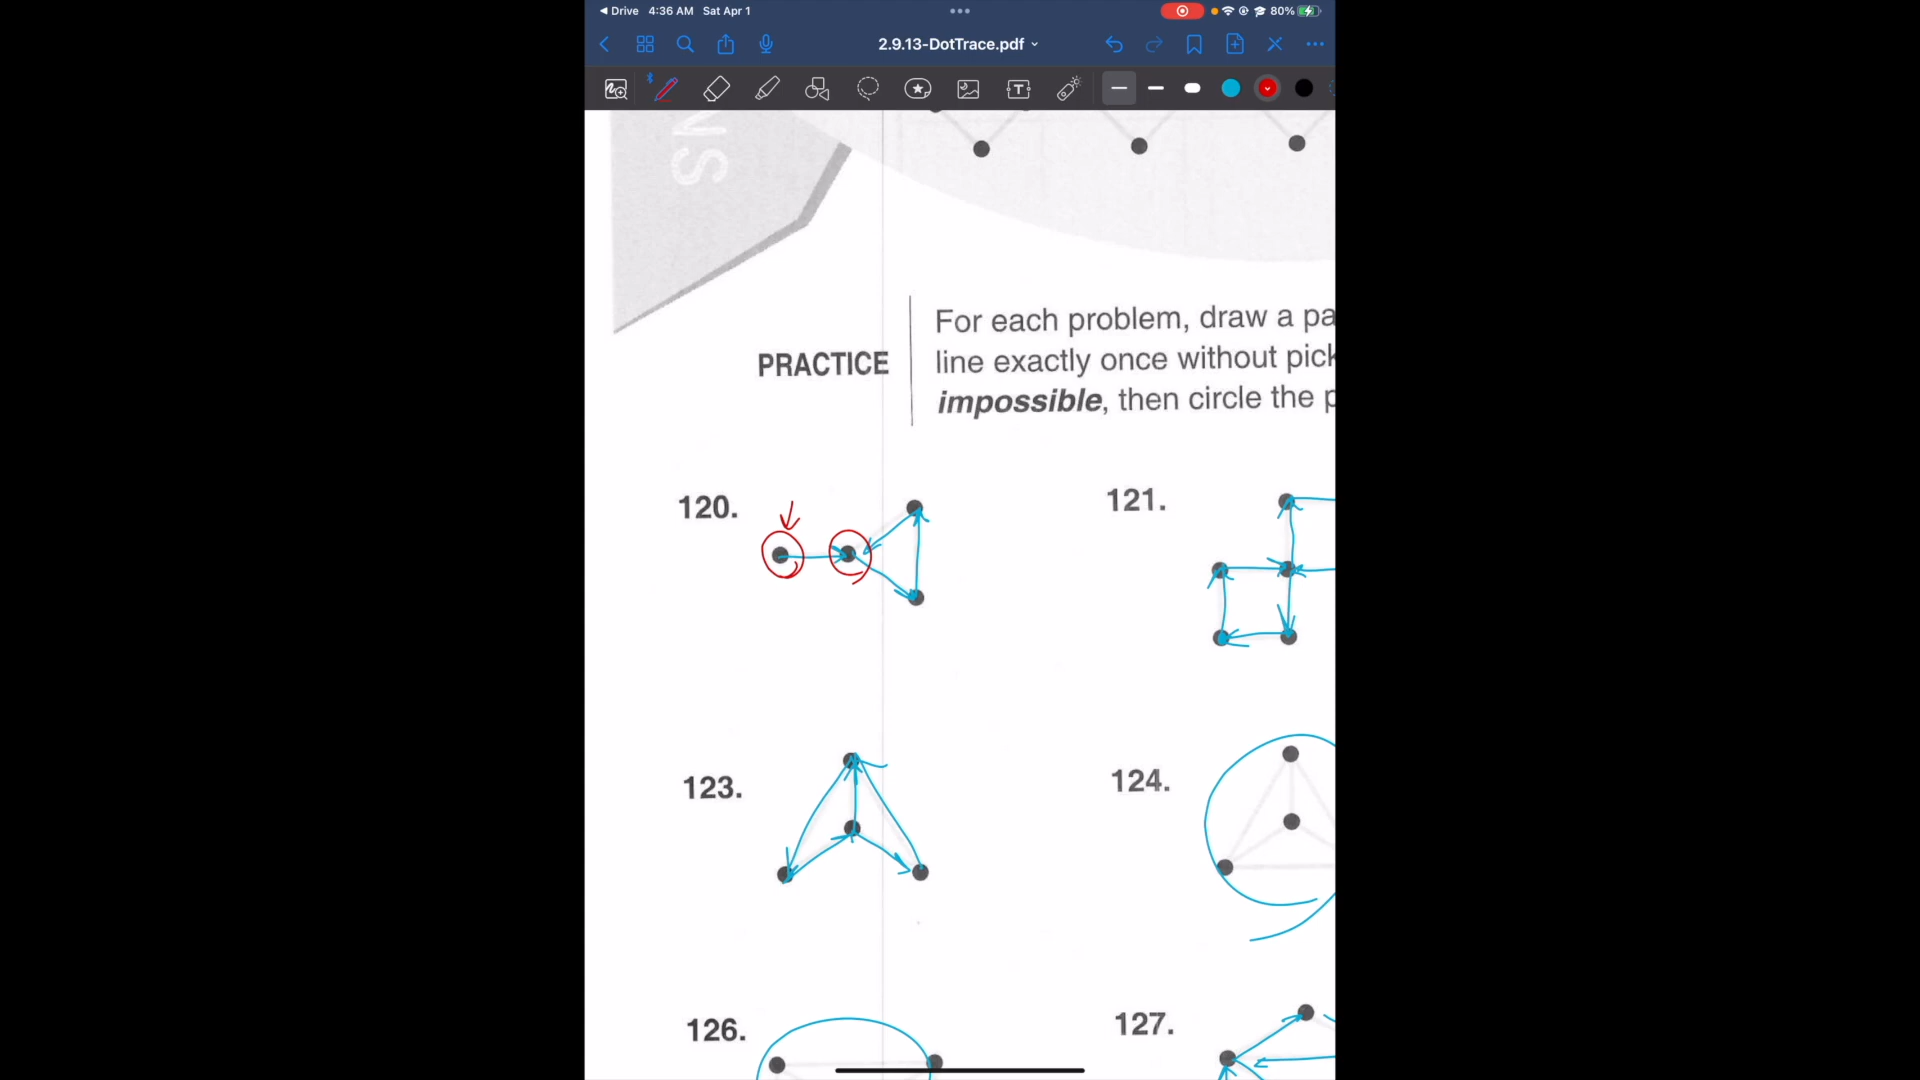 Drive 4:36 AM Sat Apr 1 80%
2.9.13-DotTrace.pdf
T
NS
PRACTICE
For each problem, draw a pa
line exactly once without pick
impossible, then circle the p
120.
121.
123.
124.
126.
127.